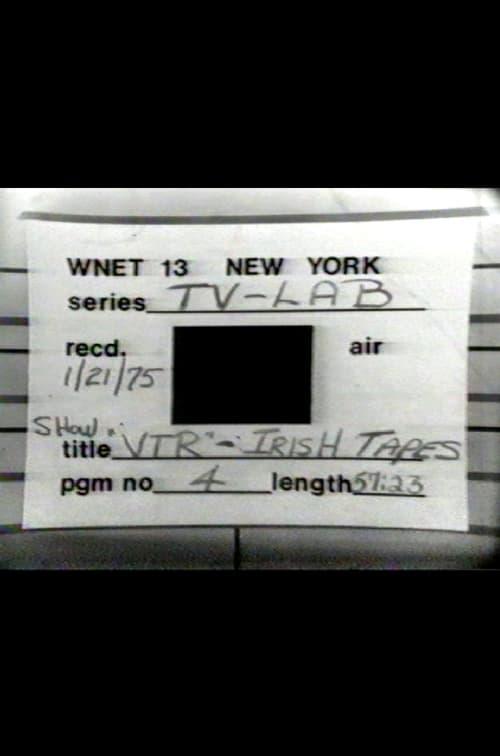 WNET 13 NEW YORK
series TV-LAB
recd. air
1/21/75
SHow
title "VTR" - IRISH TAPES
pgm no 4 length 57:23